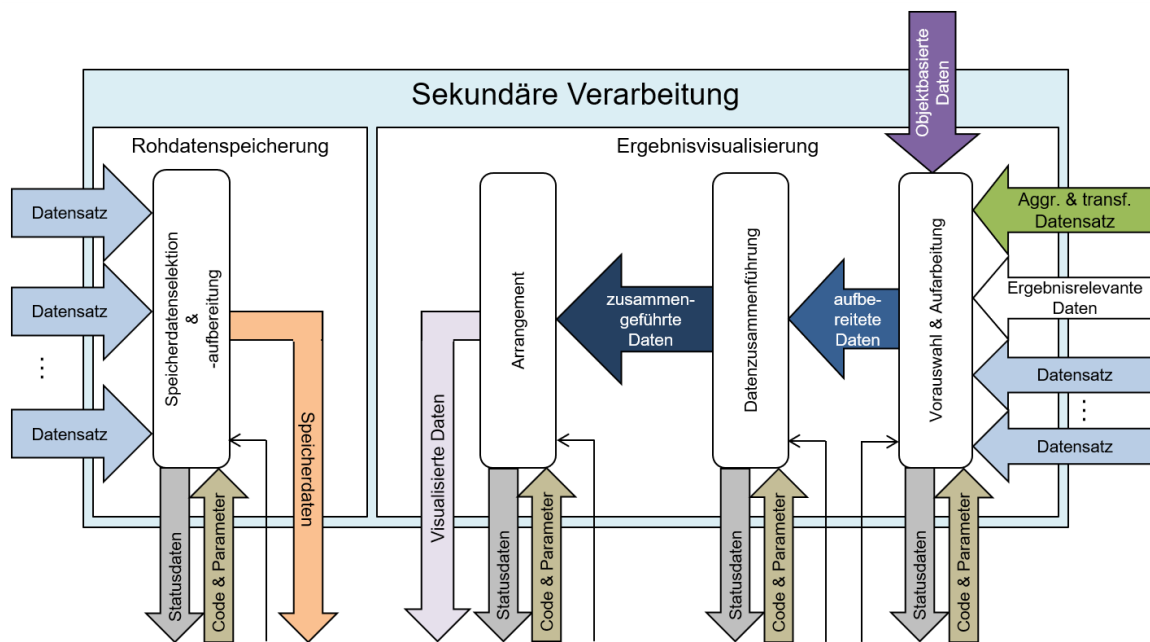 Objektbasierte
Daten
Sekundäre Verarbeitung
Rohdatenspeicherung
Ergebnisvisualisierung
Datensatz
Datensatz
⋮
Datensatz
Speicherdatenselektion
&
-aufbereitung
Speicherdaten
Statusdaten
Code & Parameter
Visualisierte Daten
Arrangement
Statusdaten
Code & Parameter
zusammen-
geführte
Daten
Datenzusammenführung
Statusdaten
Code & Parameter
aufbe-
reitete
Daten
Vorauswahl & Aufarbeitung
Statusdaten
Code & Parameter
Aggr. & transf.
Datensatz
Ergebnisrelevante
Daten
Datensatz
⋮
Datensatz